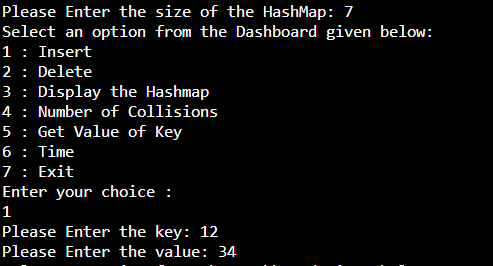 Please Enter the size of the HashMap: 7
Select an option from the Dashboard given below:
1 : Insert
2 : Delete
3 : Display the Hashmap
4 : Number of Collisions
5 : Get Value of Key
6 : Time
7 : Exit
Enter your choice :
1
Please Enter the key: 12
Please Enter the value: 34